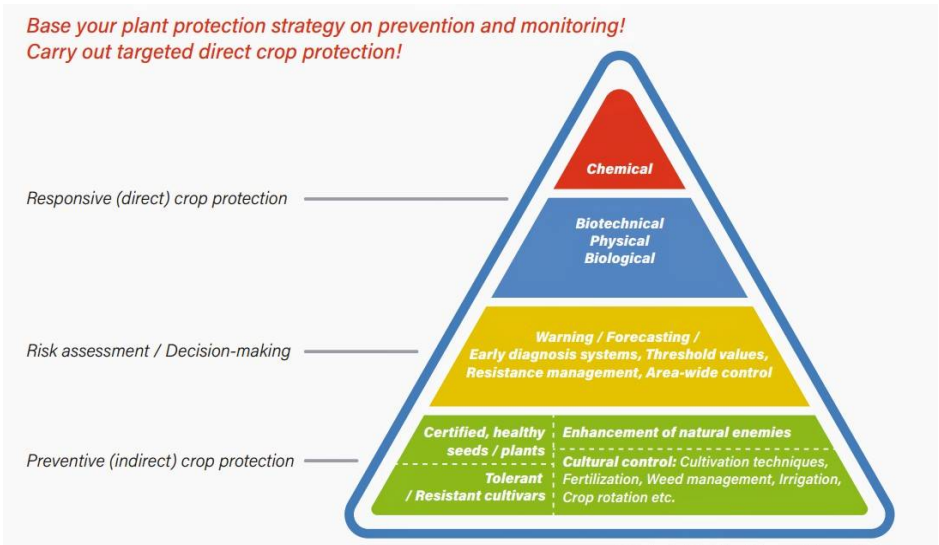 Base your plant protection strategy on prevention and monitoring!
Carry out targeted direct crop protection!
Chemical
Responsive (direct) crop protection
Biotechnical
Physical
Biological
Warning / Forecasting /
Early diagnosis systems, Threshold values,
Resistance management, Area-wide control
Risk assessment / Decision-making
Certified, healthy
seeds / plants
Enhancement of natural enemies
Preventive (indirect) crop protection
Tolerant
/ Resistant cultivars
Cultural control: Cultivation techniques,
Fertilization, Weed management, Irrigation,
Crop rotation etc.